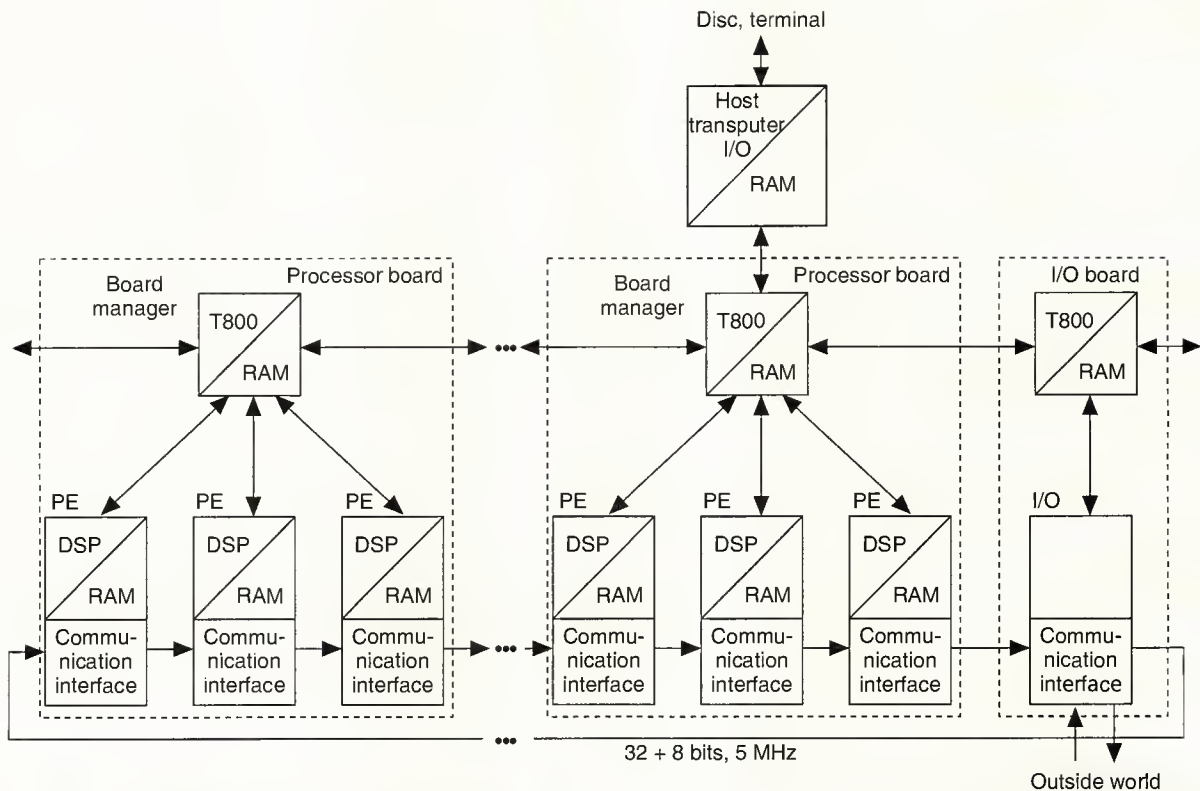 Disc, terminal
Host
transputer
I/O
RAM
Board
manager
Processor board
T800
RAM
Board
manager
Processor board
T800
RAM
I/O board
T800
RAM
•••
PE
PE
PE
PE
PE
PE
I/O
DSP
RAM
DSP
RAM
DSP
RAM
DSP
RAM
DSP
RAM
DSP
RAM
Commu-
nication
interface
Commu-
nication
interface
Commu-
nication
interface
•••
Commu-
nication
interface
Commu-
nication
interface
Commu-
nication
interface
Commu-
nication
interface
•••
32 + 8 bits, 5 MHz
Outside world